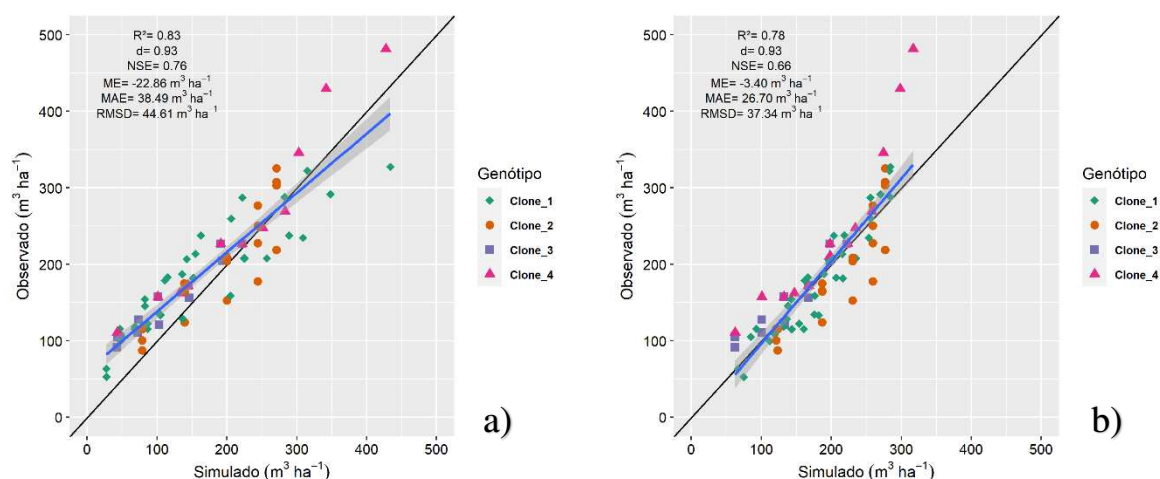 R²= 0.83
d= 0.93
NSE= 0.76
ME= -22.86 m³ ha⁻¹
MAE= 38.49 m³ ha⁻¹
RMSD= 44.61 m³ ha⁻¹
500
400
300
200
100
0
Observado (m³ ha⁻¹)
0 100 200 300 400 500
Simulado (m³ ha⁻¹)
Genótipo
Clone_1
Clone_2
Clone_3
Clone_4
a)
R²= 0.78
d= 0.93
NSE= 0.66
ME= -3.40 m³ ha⁻¹
MAE= 26.70 m³ ha⁻¹
RMSD= 37.34 m³ ha⁻¹
500
400
300
200
100
0
Observado (m³ ha⁻¹)
0 100 200 300 400 500
Simulado (m³ ha⁻¹)
Genótipo
Clone_1
Clone_2
Clone_3
Clone_4
b)